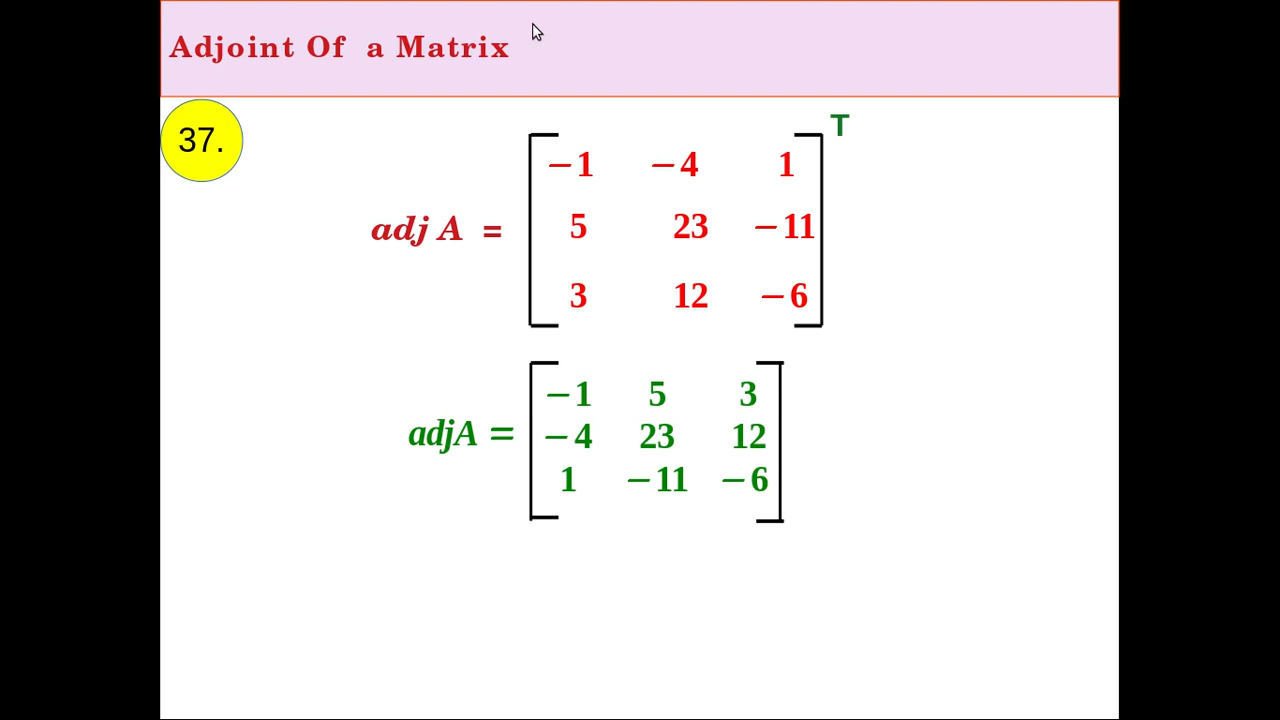 Adjoint Of a Matrix
37.
T
−1 −4 1
adj A = 5 23 −11
3 12 −6
−1 5 3
adjA = −4 23 12
1 −11 −6